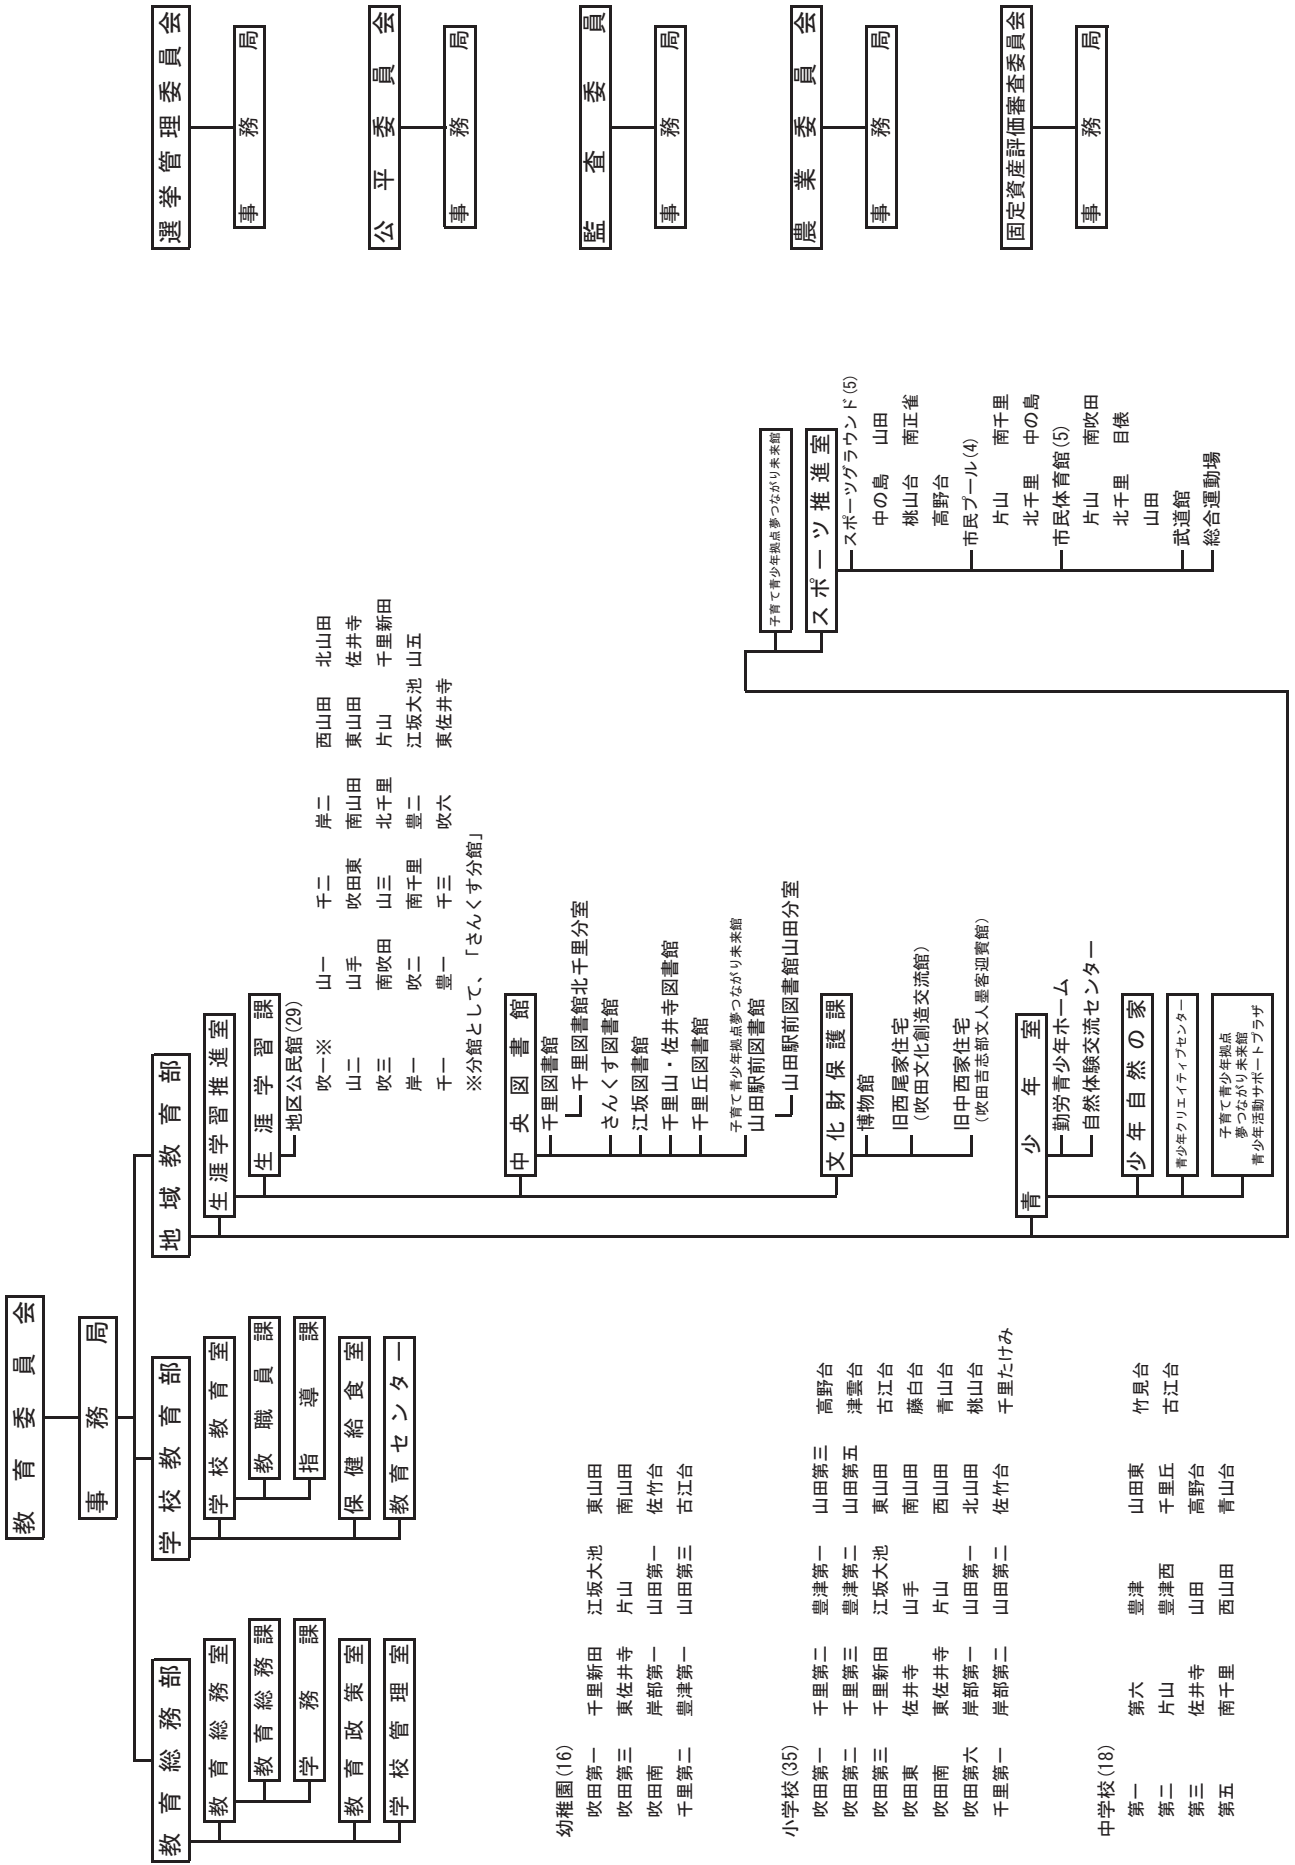 教育委員会
事務局
教育総務部
教育総務室
教育総務課
学務課
教育政策室
学校管理室
学校教育部
学校教育室
教職員課
指導課
保健給食室
教育センター
幼稚園(16)
吹田第一 千里新田 江坂大池 東山田
吹田第三 東佐井寺 片山 南山田
吹田南 岸部第一 山田第一 佐竹台
千里第二 豊津第一 山田第三 古江台
小学校(35)
吹田第一 千里第二 豊津第一 山田第三 高野台
吹田第二 千里第三 豊津第二 山田第五 津雲台
吹田第三 千里新田 江坂大池 東山田 古江台
吹田東 佐井寺 山手 南山田 藤白台
吹田南 東佐井寺 片山 西山田 青山台
吹田第六 岸部第一 山田第一 北山田 桃山台
千里第一 岸部第二 山田第二 佐竹台 千里たけみ
中学校(18)
第一 第六 豊津 山田東 竹見台
第二 片山 豊津西 千里丘 古江台
第三 佐井寺 山田 高野台
第五 南千里 西山田 青山台
地域教育部
生涯学習推進室
生涯学習課
地区公民館(29)
吹一※ 山一 千二 岸二 西山田 北山田
山二 山手 吹田東 南山田 東山田 佐井寺
吹三 南吹田 山三 北千里 片山 千里新田
岸一 吹二 南千里 豊二 江坂大池 山五
千一 豊一 千三 吹六 東佐井寺
※分館として、「さんくす分館」
中央図書館
千里図書館
千里図書館北千里分室
さんくす図書館
江坂図書館
千里山・佐井寺図書館
千里丘図書館
子育て青少年拠点夢つながり未来館
山田駅前図書館
山田駅前図書館山田分室
文化財保護課
博物館
旧西尾家住宅
(吹田文化創造交流館)
旧中西家住宅
(吹田吉志部文人墨客迎賓館)
青少年室
勤労青少年ホーム
自然体験交流センター
少年自然の家
青少年クリエイティブセンター
子育て青少年拠点
夢つながり未来館
青少年活動サポートプラザ
子育て青少年拠点夢つながり未来館
スポーツ推進室
スポーツグラウンド(5)
中の島 山田
桃山台 南正雀
高野台
市民プール(4)
片山 南千里
北千里 中の島
市民体育館(5)
片山 南吹田
北千里 目俵
山田
武道館
総合運動場
選挙管理委員会
事務局
公平委員会
事務局
監査委員
事務局
農業委員会
事務局
固定資産評価審査委員会
事務局